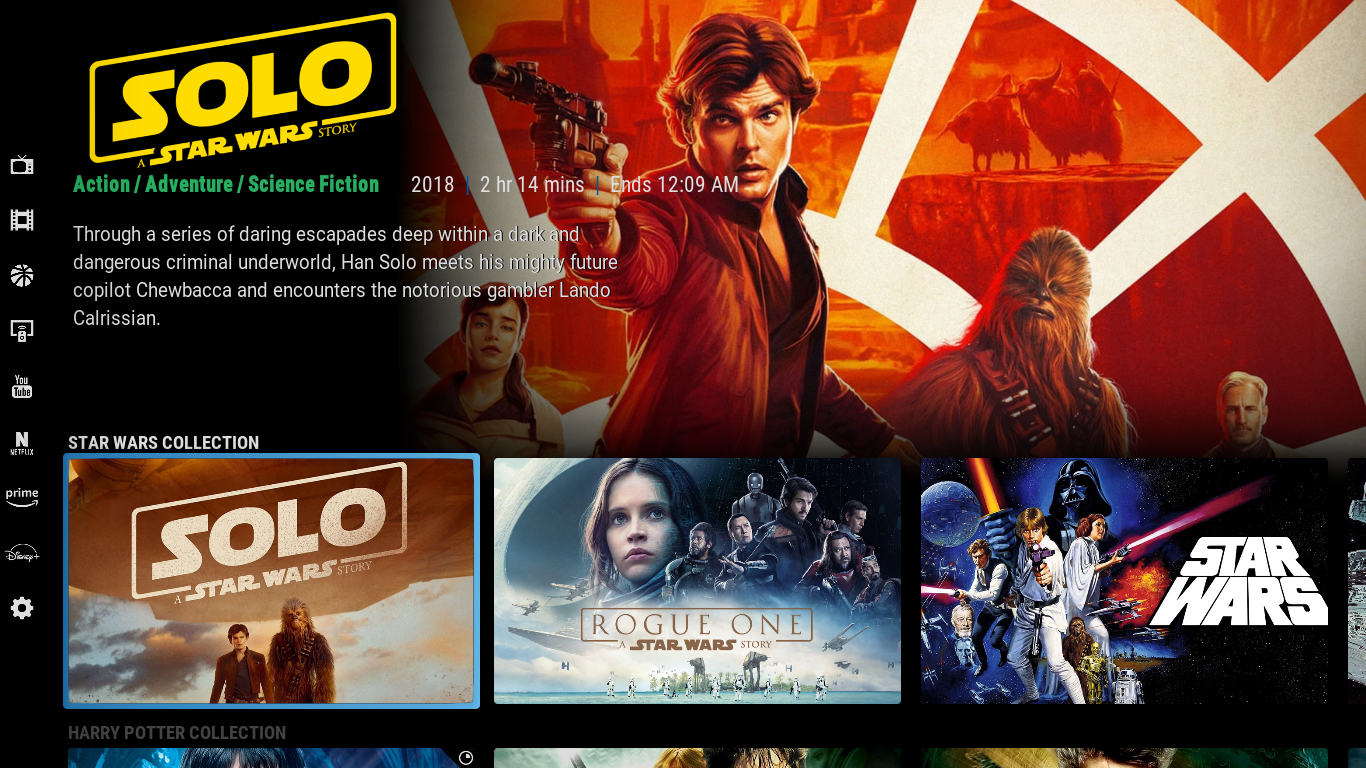 SOLO
A STAR WARS STORY
Action / Adventure / Science Fiction 2018 | 2 hr 14 mins | Ends 12:09 AM
Through a series of daring escapades deep within a dark and
dangerous criminal underworld, Han Solo meets his mighty future
copilot Chewbacca and encounters the notorious gambler Lando
Calrissian.
You
Tube
N
NETFLIX
prime
Disney+
STAR WARS COLLECTION
SOLO
A STAR WARS STORY
ROGUE ONE
A STAR WARS STORY
STAR
WARS
HARRY POTTER COLLECTION